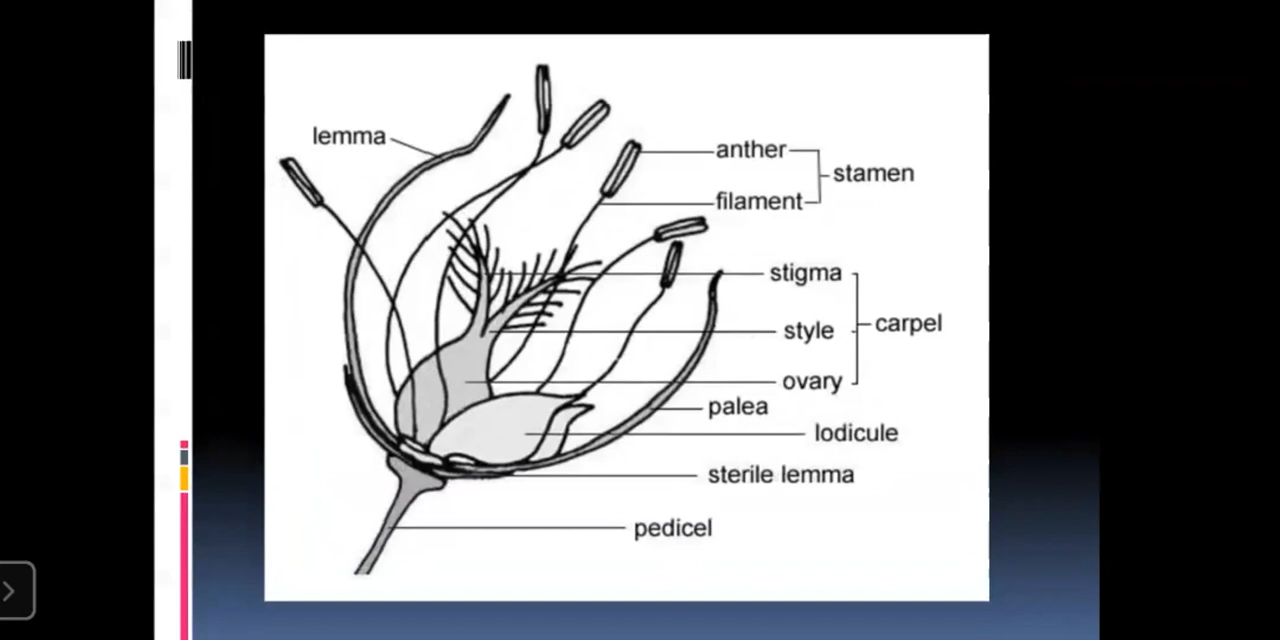 lemma
anther
stamen
filament
stigma
style
carpel
ovary
palea
lodicule
sterile lemma
pedicel